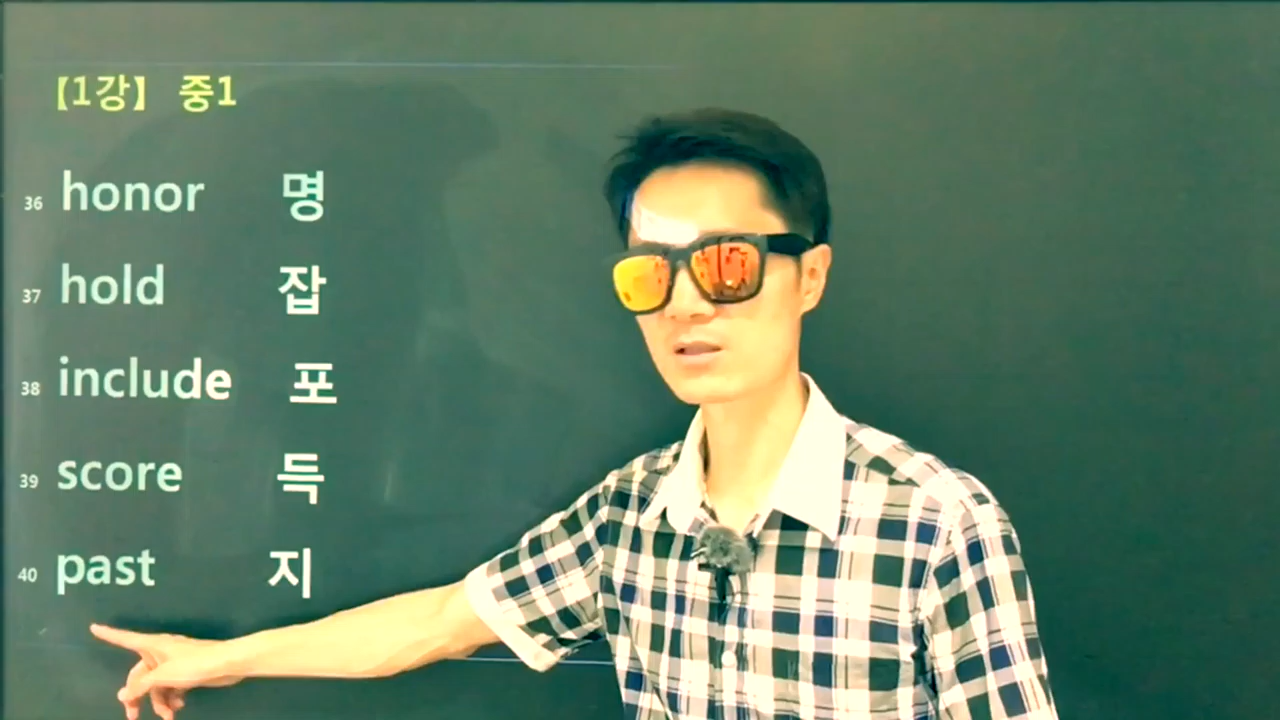 【1강】 중1
36 honor 명
37 hold 잡
38 include 포
39 score 득
40 past 지